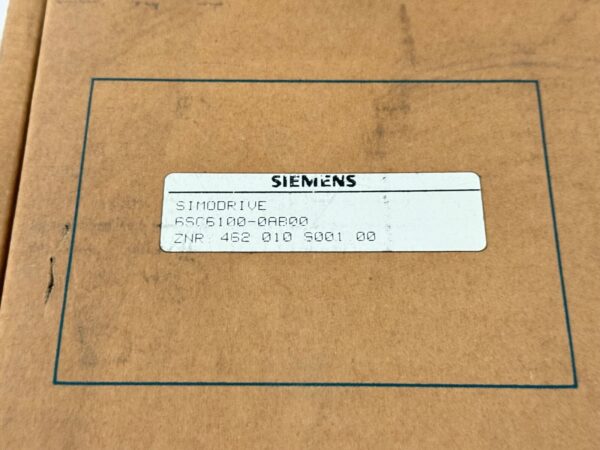 SIEMENS
SIMODRIVE
6SC6100-0AB00
ZNR. 462 010 9001.00